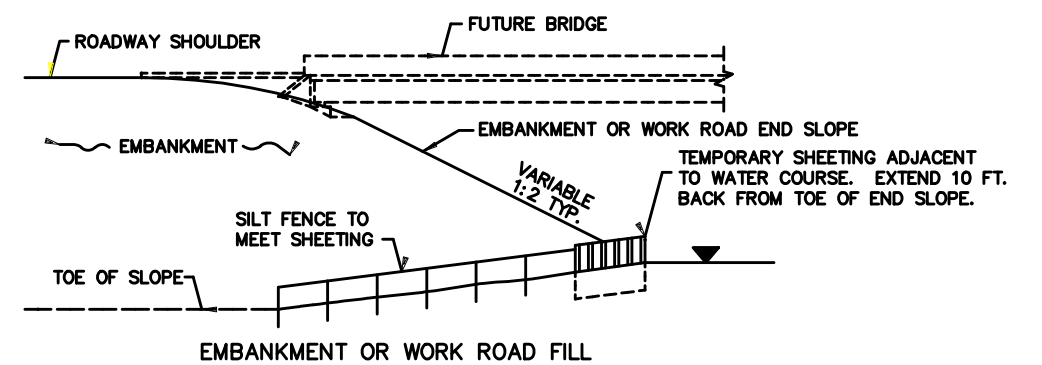 FUTURE BRIDGE
ROADWAY SHOULDER
EMBANKMENT OR WORK ROAD END SLOPE
EMBANKMENT
TEMPORARY SHEETING ADJACENT
TO WATER COURSE. EXTEND 10 FT.
BACK FROM TOE OF END SLOPE.
VARIABLE
1:2 TYP.
SILT FENCE TO
MEET SHEETING
TOE OF SLOPE
EMBANKMENT OR WORK ROAD FILL